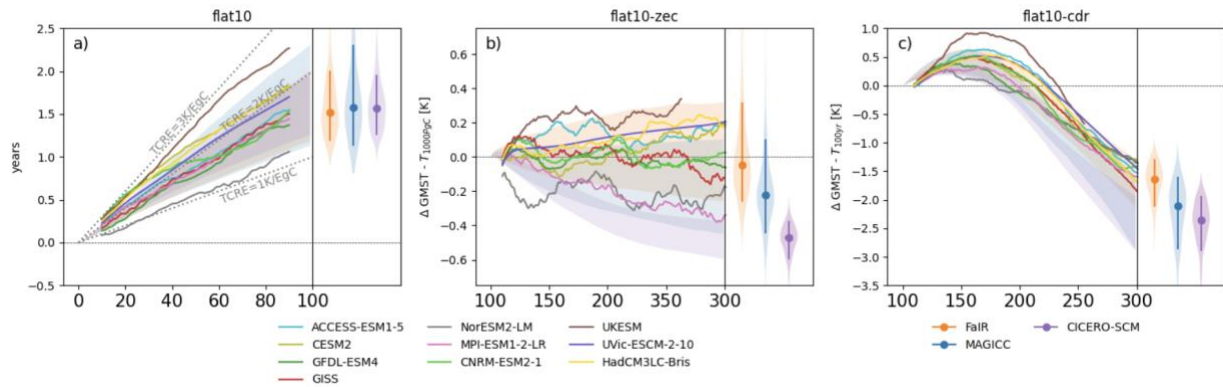 flat10
flat10-zec
flat10-cdr
a)
b)
c)
years
2.5
2.0
1.5
1.0
0.5
0.0
−0.5
TCRE=3K/EgC
TCRE=2K/EgC
TCRE=1K/EgC
0 20 40 60 80 100
Δ GMST - T1000PgC [K]
0.6
0.4
0.2
0.0
−0.2
−0.4
−0.6
100 150 200 250 300
Δ GMST - T100yr [K]
1.0
0.5
0.0
−0.5
−1.0
−1.5
−2.0
−2.5
−3.0
−3.5
100 150 200 250 300
ACCESS-ESM1-5
CESM2
GFDL-ESM4
GISS
NorESM2-LM
MPI-ESM1-2-LR
CNRM-ESM2-1
UKESM
UVic-ESCM-2-10
HadCM3LC-Bris
FaIR
MAGICC
CICERO-SCM